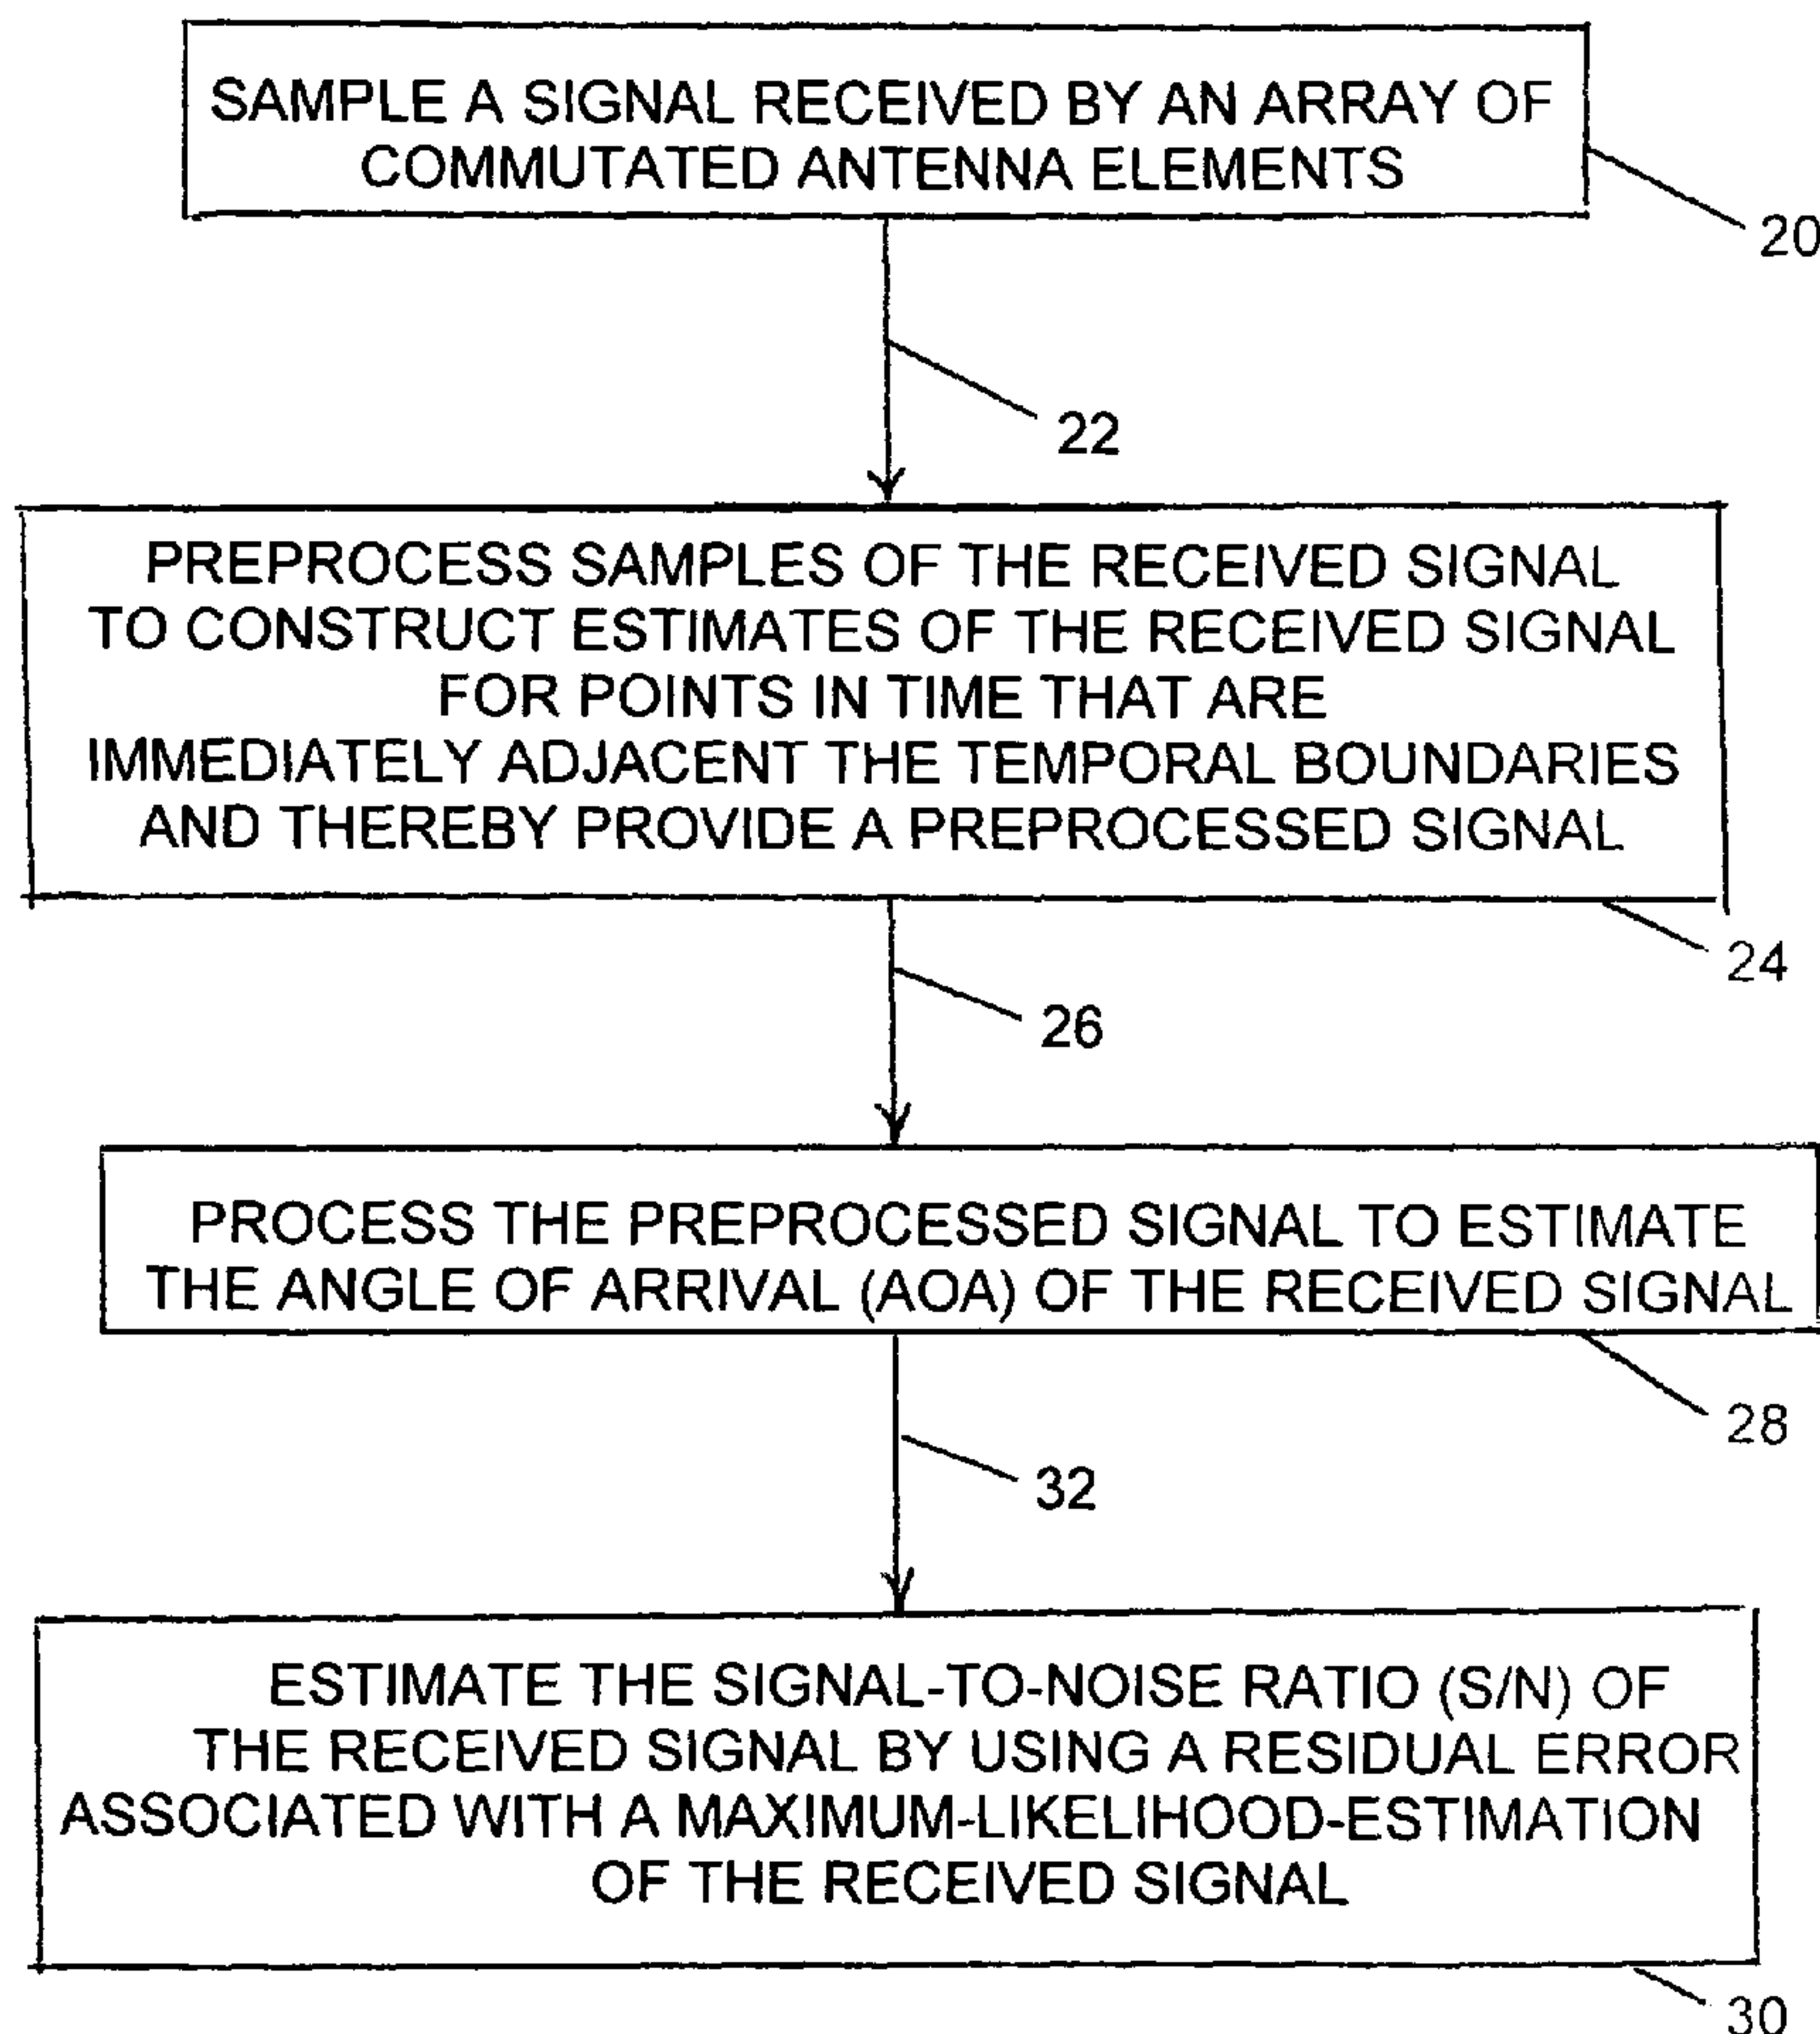 SAMPLE A SIGNAL RECEIVED BY AN ARRAY OF
COMMUTATED ANTENNA ELEMENTS
20
22
PREPROCESS SAMPLES OF THE RECEIVED SIGNAL
TO CONSTRUCT ESTIMATES OF THE RECEIVED SIGNAL
FOR POINTS IN TIME THAT ARE
IMMEDIATELY ADJACENT THE TEMPORAL BOUNDARIES
AND THEREBY PROVIDE A PREPROCESSED SIGNAL
24
26
PROCESS THE PREPROCESSED SIGNAL TO ESTIMATE
THE ANGLE OF ARRIVAL (AOA) OF THE RECEIVED SIGNAL
28
32
ESTIMATE THE SIGNAL-TO-NOISE RATIO (S/N) OF
THE RECEIVED SIGNAL BY USING A RESIDUAL ERROR
ASSOCIATED WITH A MAXIMUM-LIKELIHOOD-ESTIMATION
OF THE RECEIVED SIGNAL
30